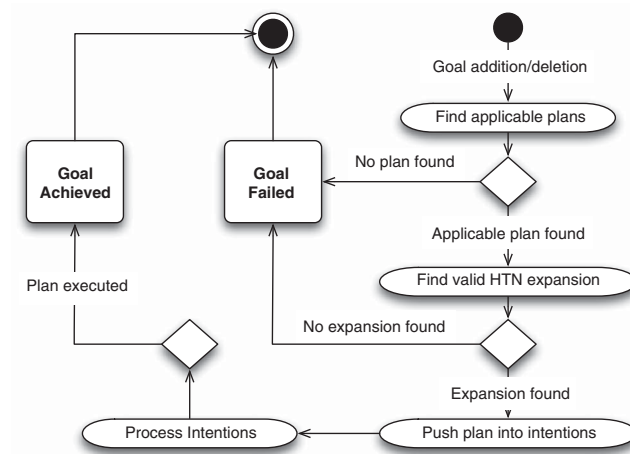 Goal addition/deletion
Find applicable plans
No plan found
Goal
Achieved
Goal
Failed
Applicable plan found
Plan executed
Find valid HTN expansion
No expansion found
Expansion found
Process Intentions
Push plan into intentions